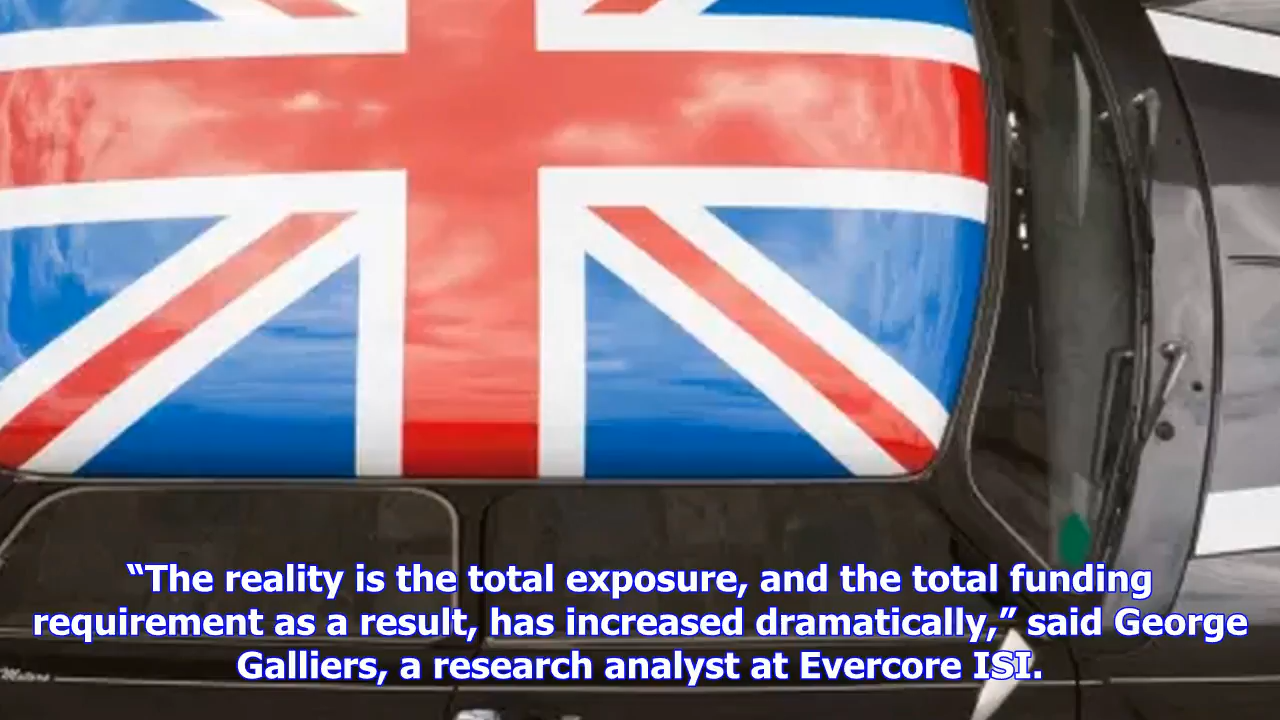 “The reality is the total exposure, and the total funding
requirement as a result, has increased dramatically,” said George
Galliers, a research analyst at Evercore ISI.